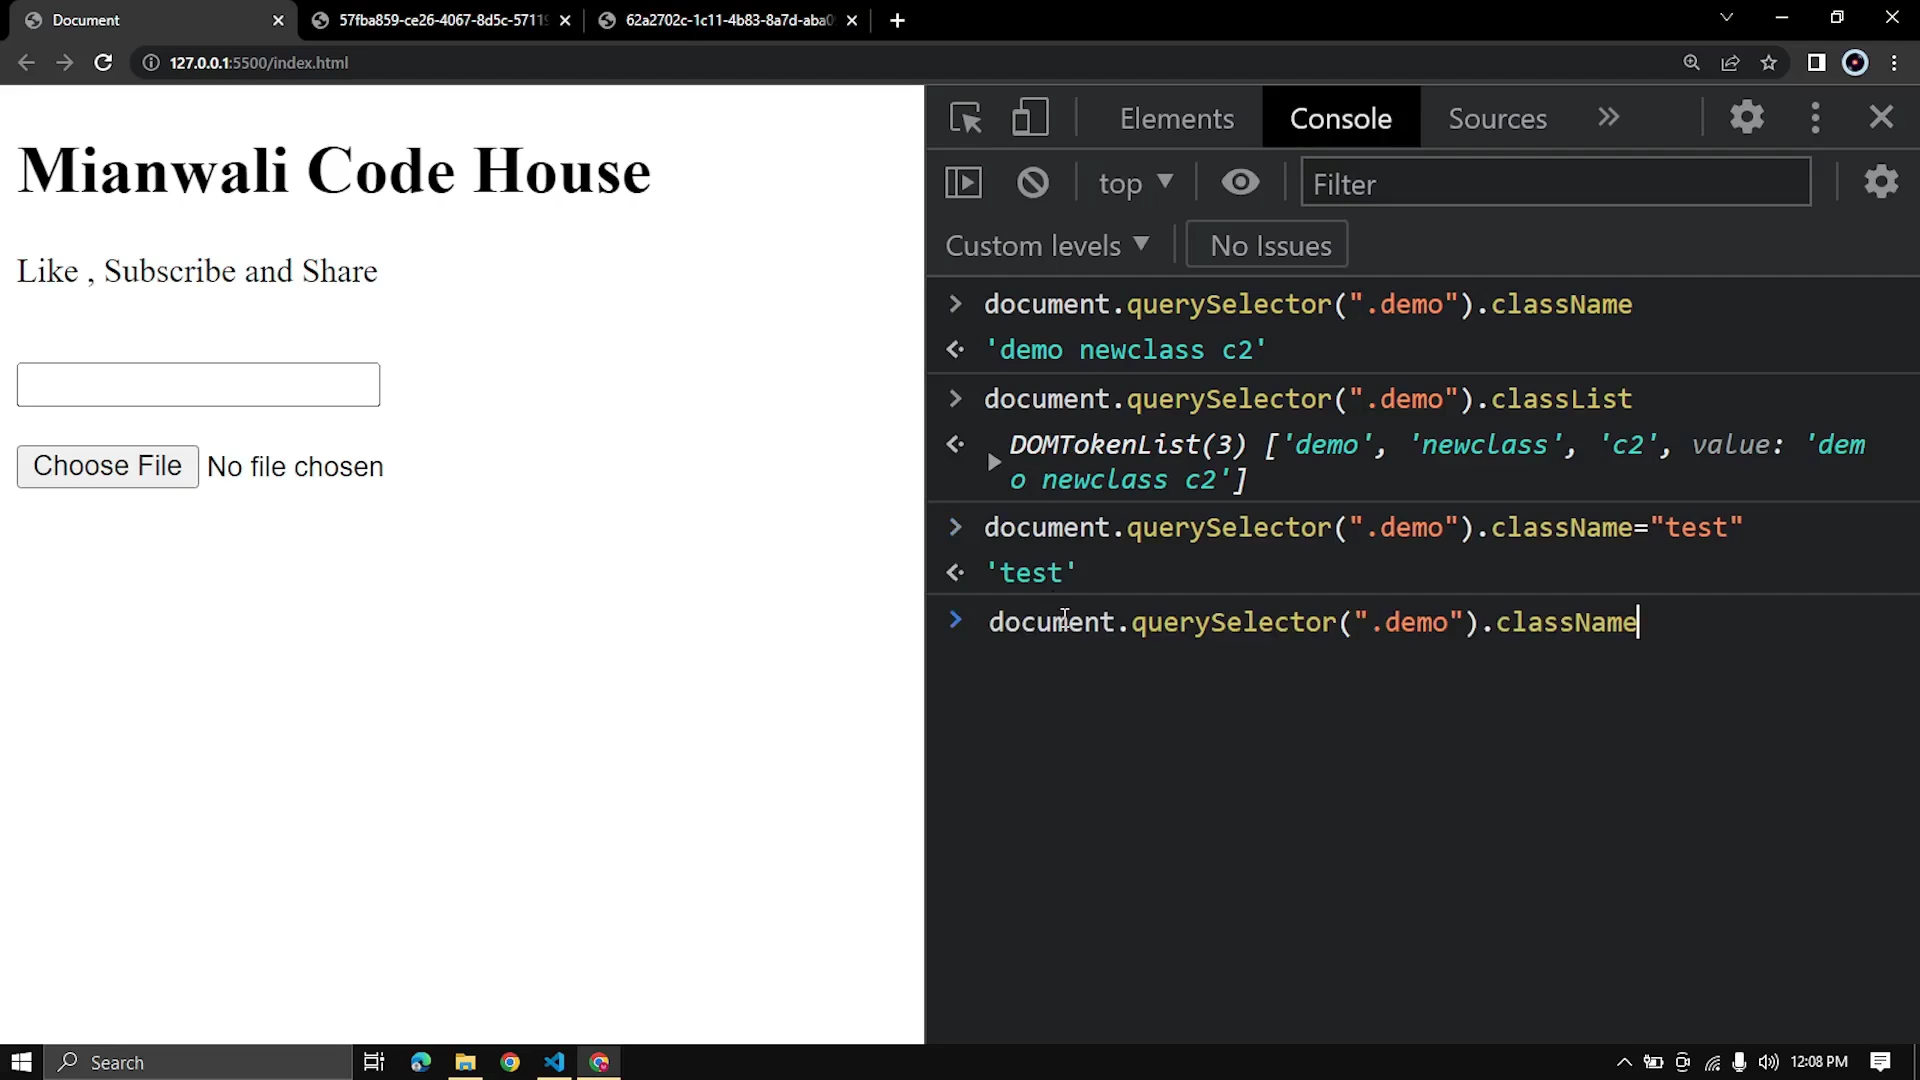 Document
57fba859-ce26-4067-8d5c-57119
62a2702c-1c11-4b83-8a7d-aba0
127.0.0.1:5500/index.html
Mianwali Code House
Like , Subscribe and Share
Choose File No file chosen
Elements Console Sources
top Filter
Custom levels No Issues
document.querySelector(".demo").className
'demo newclass c2'
document.querySelector(".demo").classList
DOMTokenList(3) ['demo', 'newclass', 'c2', value: 'dem
o newclass c2']
document.querySelector(".demo").className="test"
'test'
document.querySelector(".demo").className
Search
12:08 PM